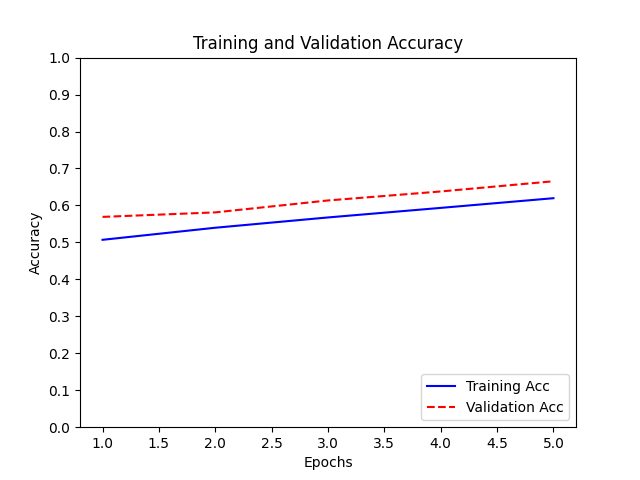 Training and Validation Accuracy
1.0
0.9
0.8
0.7
0.6
0.5
0.4
0.3
0.2
0.1
0.0
Accuracy
Training Acc
Validation Acc
1.0 1.5 2.0 2.5 3.0 3.5 4.0 4.5 5.0
Epochs